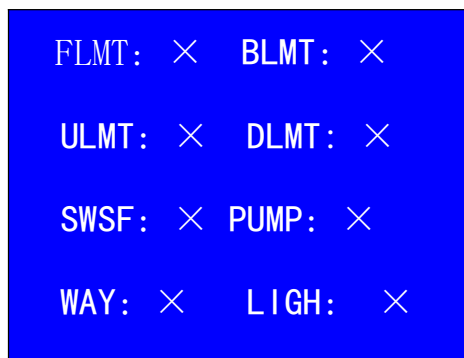 FLMT: × BLMT: ×
ULMT: × DLMT: ×
SWSF: × PUMP: ×
WAY: × LIGH: ×